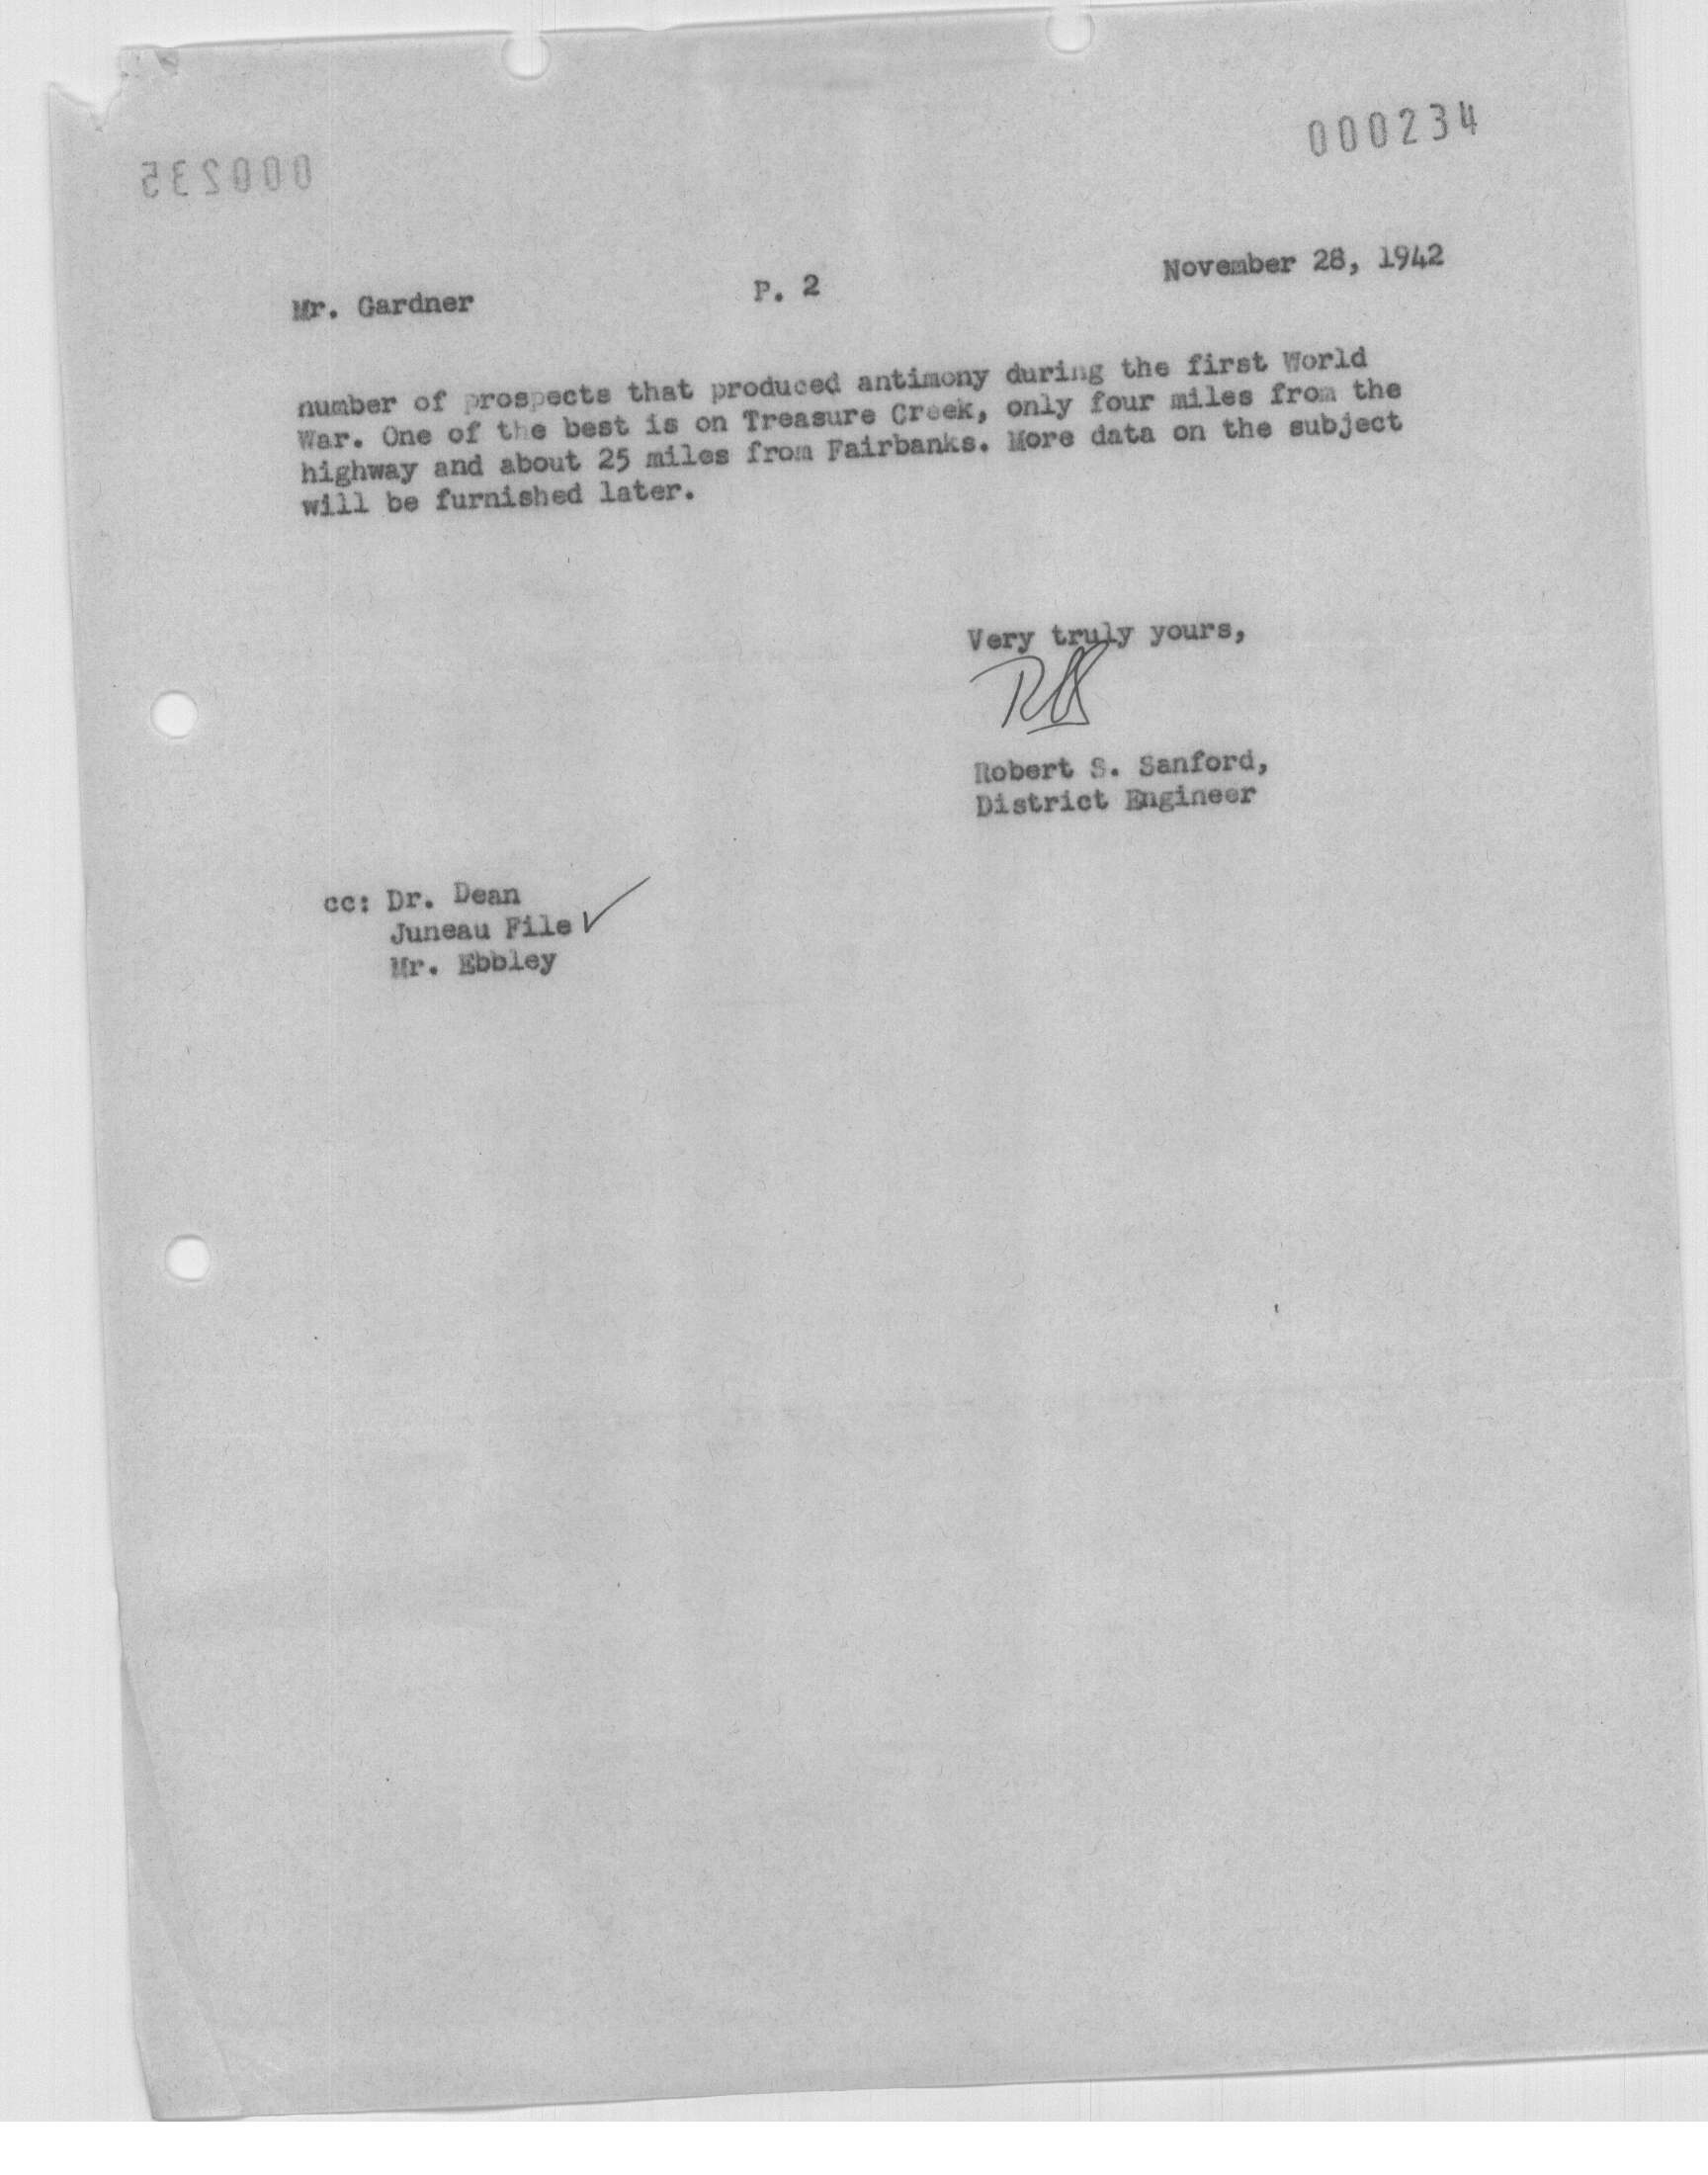 000234
000235
Mr. Gardner P. 2 November 28, 1942
number of prospects that produced antimony during the first World
War. One of the best is on Treasure Creek, only four miles from the
highway and about 25 miles from Fairbanks. More data on the subject
will be furnished later.
Very truly yours,
RSS
Robert S. Sanford,
District Engineer
cc: Dr. Dean
Juneau File ✓
Mr. Ebbley